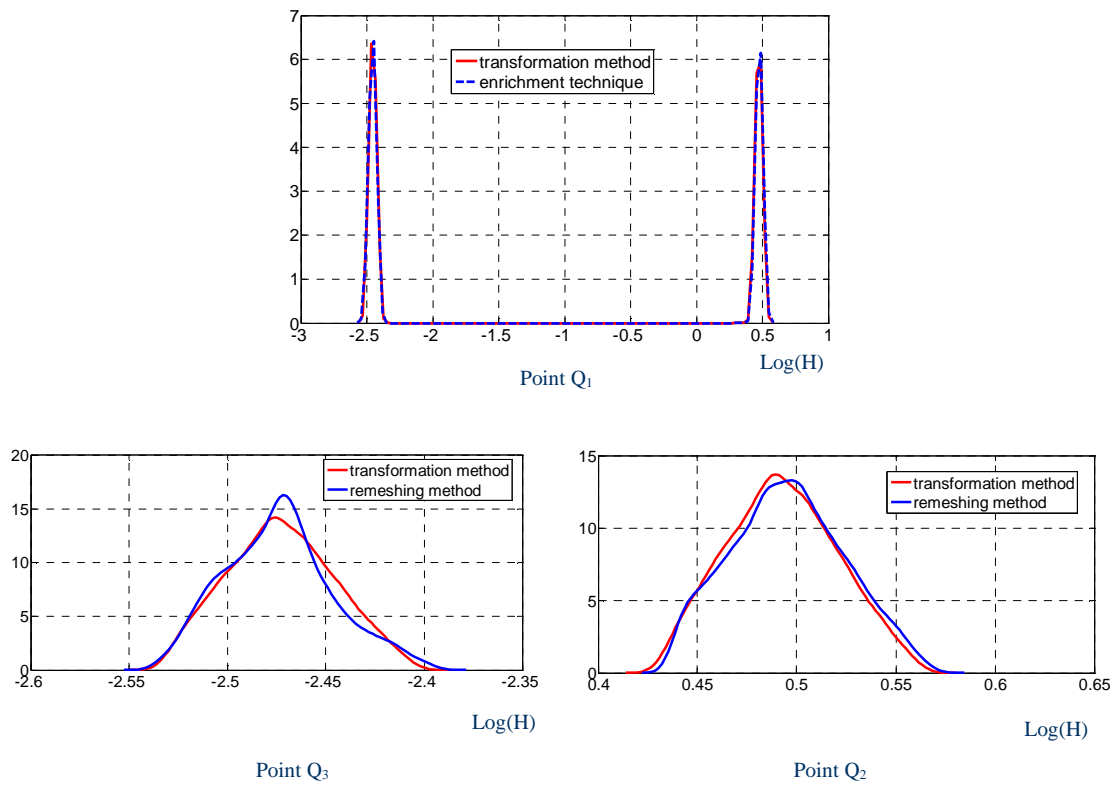 7
6
5
4
3
2
1
0
transformation method
enrichment technique
-3 -2.5 -2 -1.5 -1 -0.5 0 0.5 1
Log(H)
Point Q₁
20
15
10
5
0
transformation method
remeshing method
-2.6 -2.55 -2.5 -2.45 -2.4 -2.35
Log(H)
Point Q₃
15
10
5
0
transformation method
remeshing method
0.4 0.45 0.5 0.55 0.6 0.65
Log(H)
Point Q₂